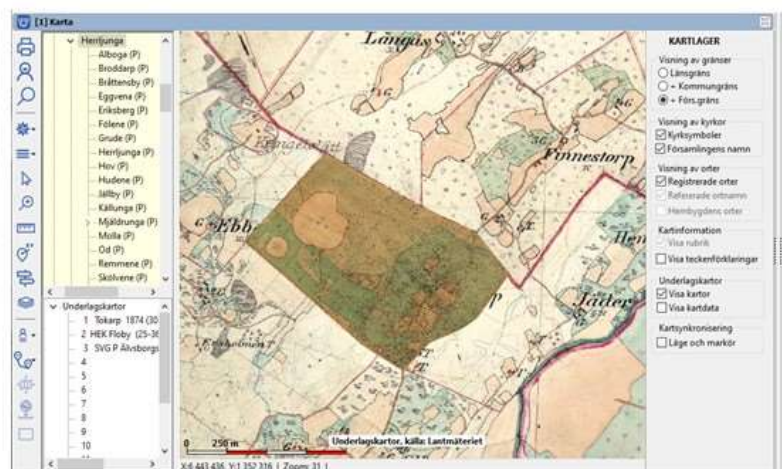 [1] Karta
Herrljunga
Alboga (P)
Broddarp (P)
Bråttensby (P)
Eggvena (P)
Eriksberg (P)
Fölene (P)
Grude (P)
Herrljunga (P)
Hov (P)
Hudene (P)
Jällby (P)
Källunga (P)
Mjäldrunga (P)
Molla (P)
Od (P)
Remmene (P)
Skölvene (P)
Underlagskartor
1 Tokarp 1874 (30
2 HEK Floby (25-36
3 SVG P Älvsborgs
4
5
6
7
8
9
10
Långås
Finnestorp
Ebb
Jäder
0 250 m
Underlagskartor, källa: Lantmäteriet
X:6 443 436, Y:1 352 316 | Zoom: 31 |
KARTLAGER
Visning av gränser
Länsgräns
+ Kommungräns
+ Förs.gräns
Visning av kyrkor
Kyrksymboler
Församlingens namn
Visning av orter
Registrerade orter
Refererade ortnamn
Hembygdens orter
Kartinformation
Visa rubrik
Visa teckenförklaringar
Underlagskartor
Visa kartor
Visa kartdata
Kartsynkronisering
Läge och markör